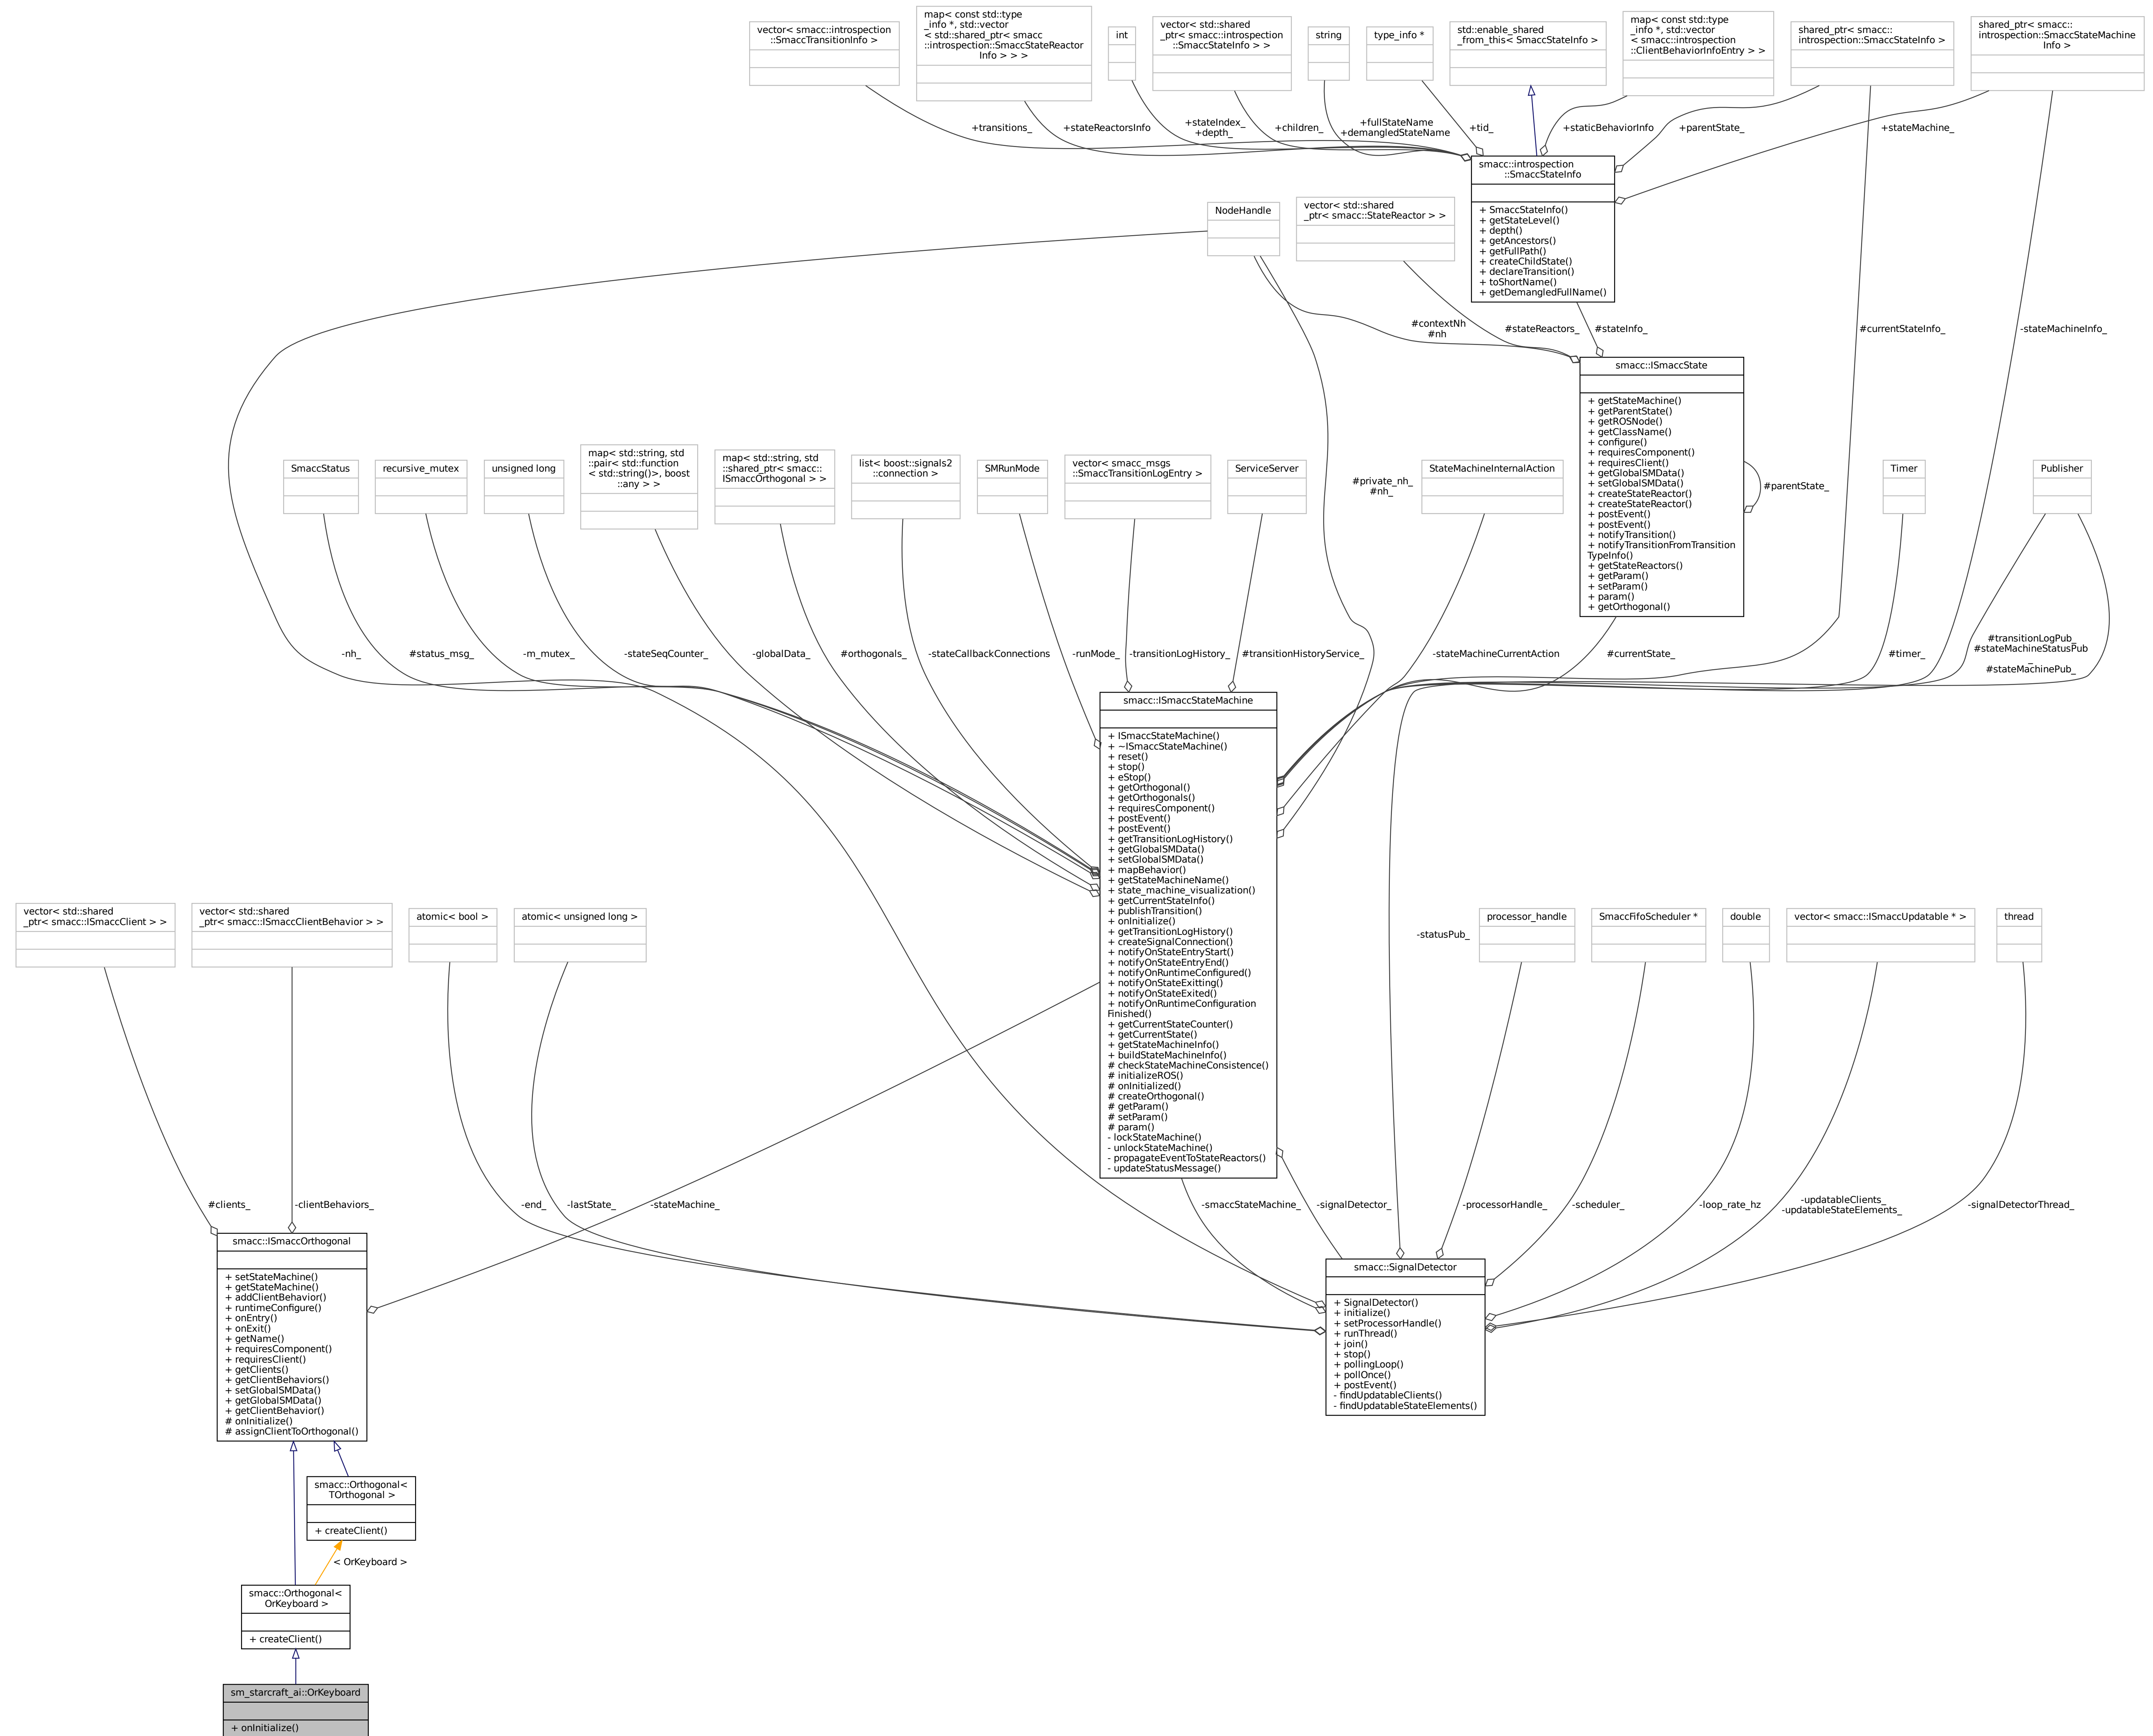 vector< smacc::introspection
::SmaccTransitionInfo >
map< const std::type
_info *, std::vector
< std::shared_ptr< smacc
::introspection::SmaccStateReactor
Info > > >
int
vector< std::shared
_ptr< smacc::introspection
::SmaccStateInfo > >
string
type_info *
std::enable_shared
_from_this< SmaccStateInfo >
map< const std::type
_info *, std::vector
< smacc::introspection
::ClientBehaviorInfoEntry > >
shared_ptr< smacc::
introspection::SmaccStateInfo >
shared_ptr< smacc::
introspection::SmaccStateMachine
Info >
+transitions_
+stateReactorsInfo
+stateIndex_
+depth_
+children_
+fullStateName
+demangledStateName
+tid_
+staticBehaviorInfo
+parentState_
+stateMachine_
smacc::introspection
::SmaccStateInfo
+ SmaccStateInfo()
+ getStateLevel()
+ depth()
+ getAncestors()
+ getFullPath()
+ createChildState()
+ declareTransition()
+ toShortName()
+ getDemangledFullName()
NodeHandle
vector< std::shared
_ptr< smacc::StateReactor > >
#contextNh
#nh
#stateReactors_
#stateInfo_
#currentStateInfo_
-stateMachineInfo_
smacc::ISmaccState
+ getStateMachine()
+ getParentState()
+ getROSNode()
+ getClassName()
+ configure()
+ requiresComponent()
+ requiresClient()
+ getGlobalSMData()
+ setGlobalSMData()
+ createStateReactor()
+ createStateReactor()
+ postEvent()
+ postEvent()
+ notifyTransition()
+ notifyTransitionFromTransition
TypeInfo()
+ getStateReactors()
+ getParam()
+ setParam()
+ param()
+ getOrthogonal()
#parentState_
SmaccStatus
recursive_mutex
unsigned long
map< std::string, std
::pair< std::function
< std::string()>, boost
::any > >
map< std::string, std
::shared_ptr< smacc::
ISmaccOrthogonal > >
list< boost::signals2
::connection >
SMRunMode
vector< smacc_msgs
::SmaccTransitionLogEntry >
ServiceServer
#private_nh_
#nh_
StateMachineInternalAction
Timer
Publisher
-nh_
#status_msg_
-m_mutex_
-stateSeqCounter_
-globalData_
#orthogonals_
-stateCallbackConnections
-runMode_
-transitionLogHistory_
#transitionHistoryService_
-stateMachineCurrentAction
#currentState_
#timer_
#transitionLogPub_
#stateMachineStatusPub
_
#stateMachinePub_
smacc::ISmaccStateMachine
+ ISmaccStateMachine()
+ ~ISmaccStateMachine()
+ reset()
+ stop()
+ eStop()
+ getOrthogonal()
+ getOrthogonals()
+ requiresComponent()
+ postEvent()
+ postEvent()
+ getTransitionLogHistory()
+ getGlobalSMData()
+ setGlobalSMData()
+ mapBehavior()
+ getStateMachineName()
+ state_machine_visualization()
+ getCurrentStateInfo()
+ publishTransition()
+ onInitialize()
+ getTransitionLogHistory()
+ createSignalConnection()
+ notifyOnStateEntryStart()
+ notifyOnStateEntryEnd()
+ notifyOnRuntimeConfigured()
+ notifyOnStateExitting()
+ notifyOnStateExited()
+ notifyOnRuntimeConfiguration
Finished()
+ getCurrentStateCounter()
+ getCurrentState()
+ getStateMachineInfo()
+ buildStateMachineInfo()
# checkStateMachineConsistence()
# initializeROS()
# onInitialized()
# createOrthogonal()
# getParam()
# setParam()
# param()
- lockStateMachine()
- unlockStateMachine()
- propagateEventToStateReactors()
- updateStatusMessage()
vector< std::shared
_ptr< smacc::ISmaccClient > >
vector< std::shared
_ptr< smacc::ISmaccClientBehavior > >
atomic< bool >
atomic< unsigned long >
-statusPub_
processor_handle
SmaccFifoScheduler *
double
vector< smacc::ISmaccUpdatable * >
thread
#clients_
-clientBehaviors_
-end_
-lastState_
-stateMachine_
-smaccStateMachine_
-signalDetector_
-processorHandle_
-scheduler_
-loop_rate_hz
-updatableClients_
-updatableStateElements_
-signalDetectorThread_
smacc::ISmaccOrthogonal
+ setStateMachine()
+ getStateMachine()
+ addClientBehavior()
+ runtimeConfigure()
+ onEntry()
+ onExit()
+ getName()
+ requiresComponent()
+ requiresClient()
+ getClients()
+ getClientBehaviors()
+ setGlobalSMData()
+ getGlobalSMData()
+ getClientBehavior()
# onInitialize()
# assignClientToOrthogonal()
smacc::SignalDetector
+ SignalDetector()
+ initialize()
+ setProcessorHandle()
+ runThread()
+ join()
+ stop()
+ pollingLoop()
+ pollOnce()
+ postEvent()
- findUpdatableClients()
- findUpdatableStateElements()
smacc::Orthogonal<
TOrthogonal >
+ createClient()
< OrKeyboard >
smacc::Orthogonal<
OrKeyboard >
+ createClient()
sm_starcraft_ai::OrKeyboard
+ onInitialize()